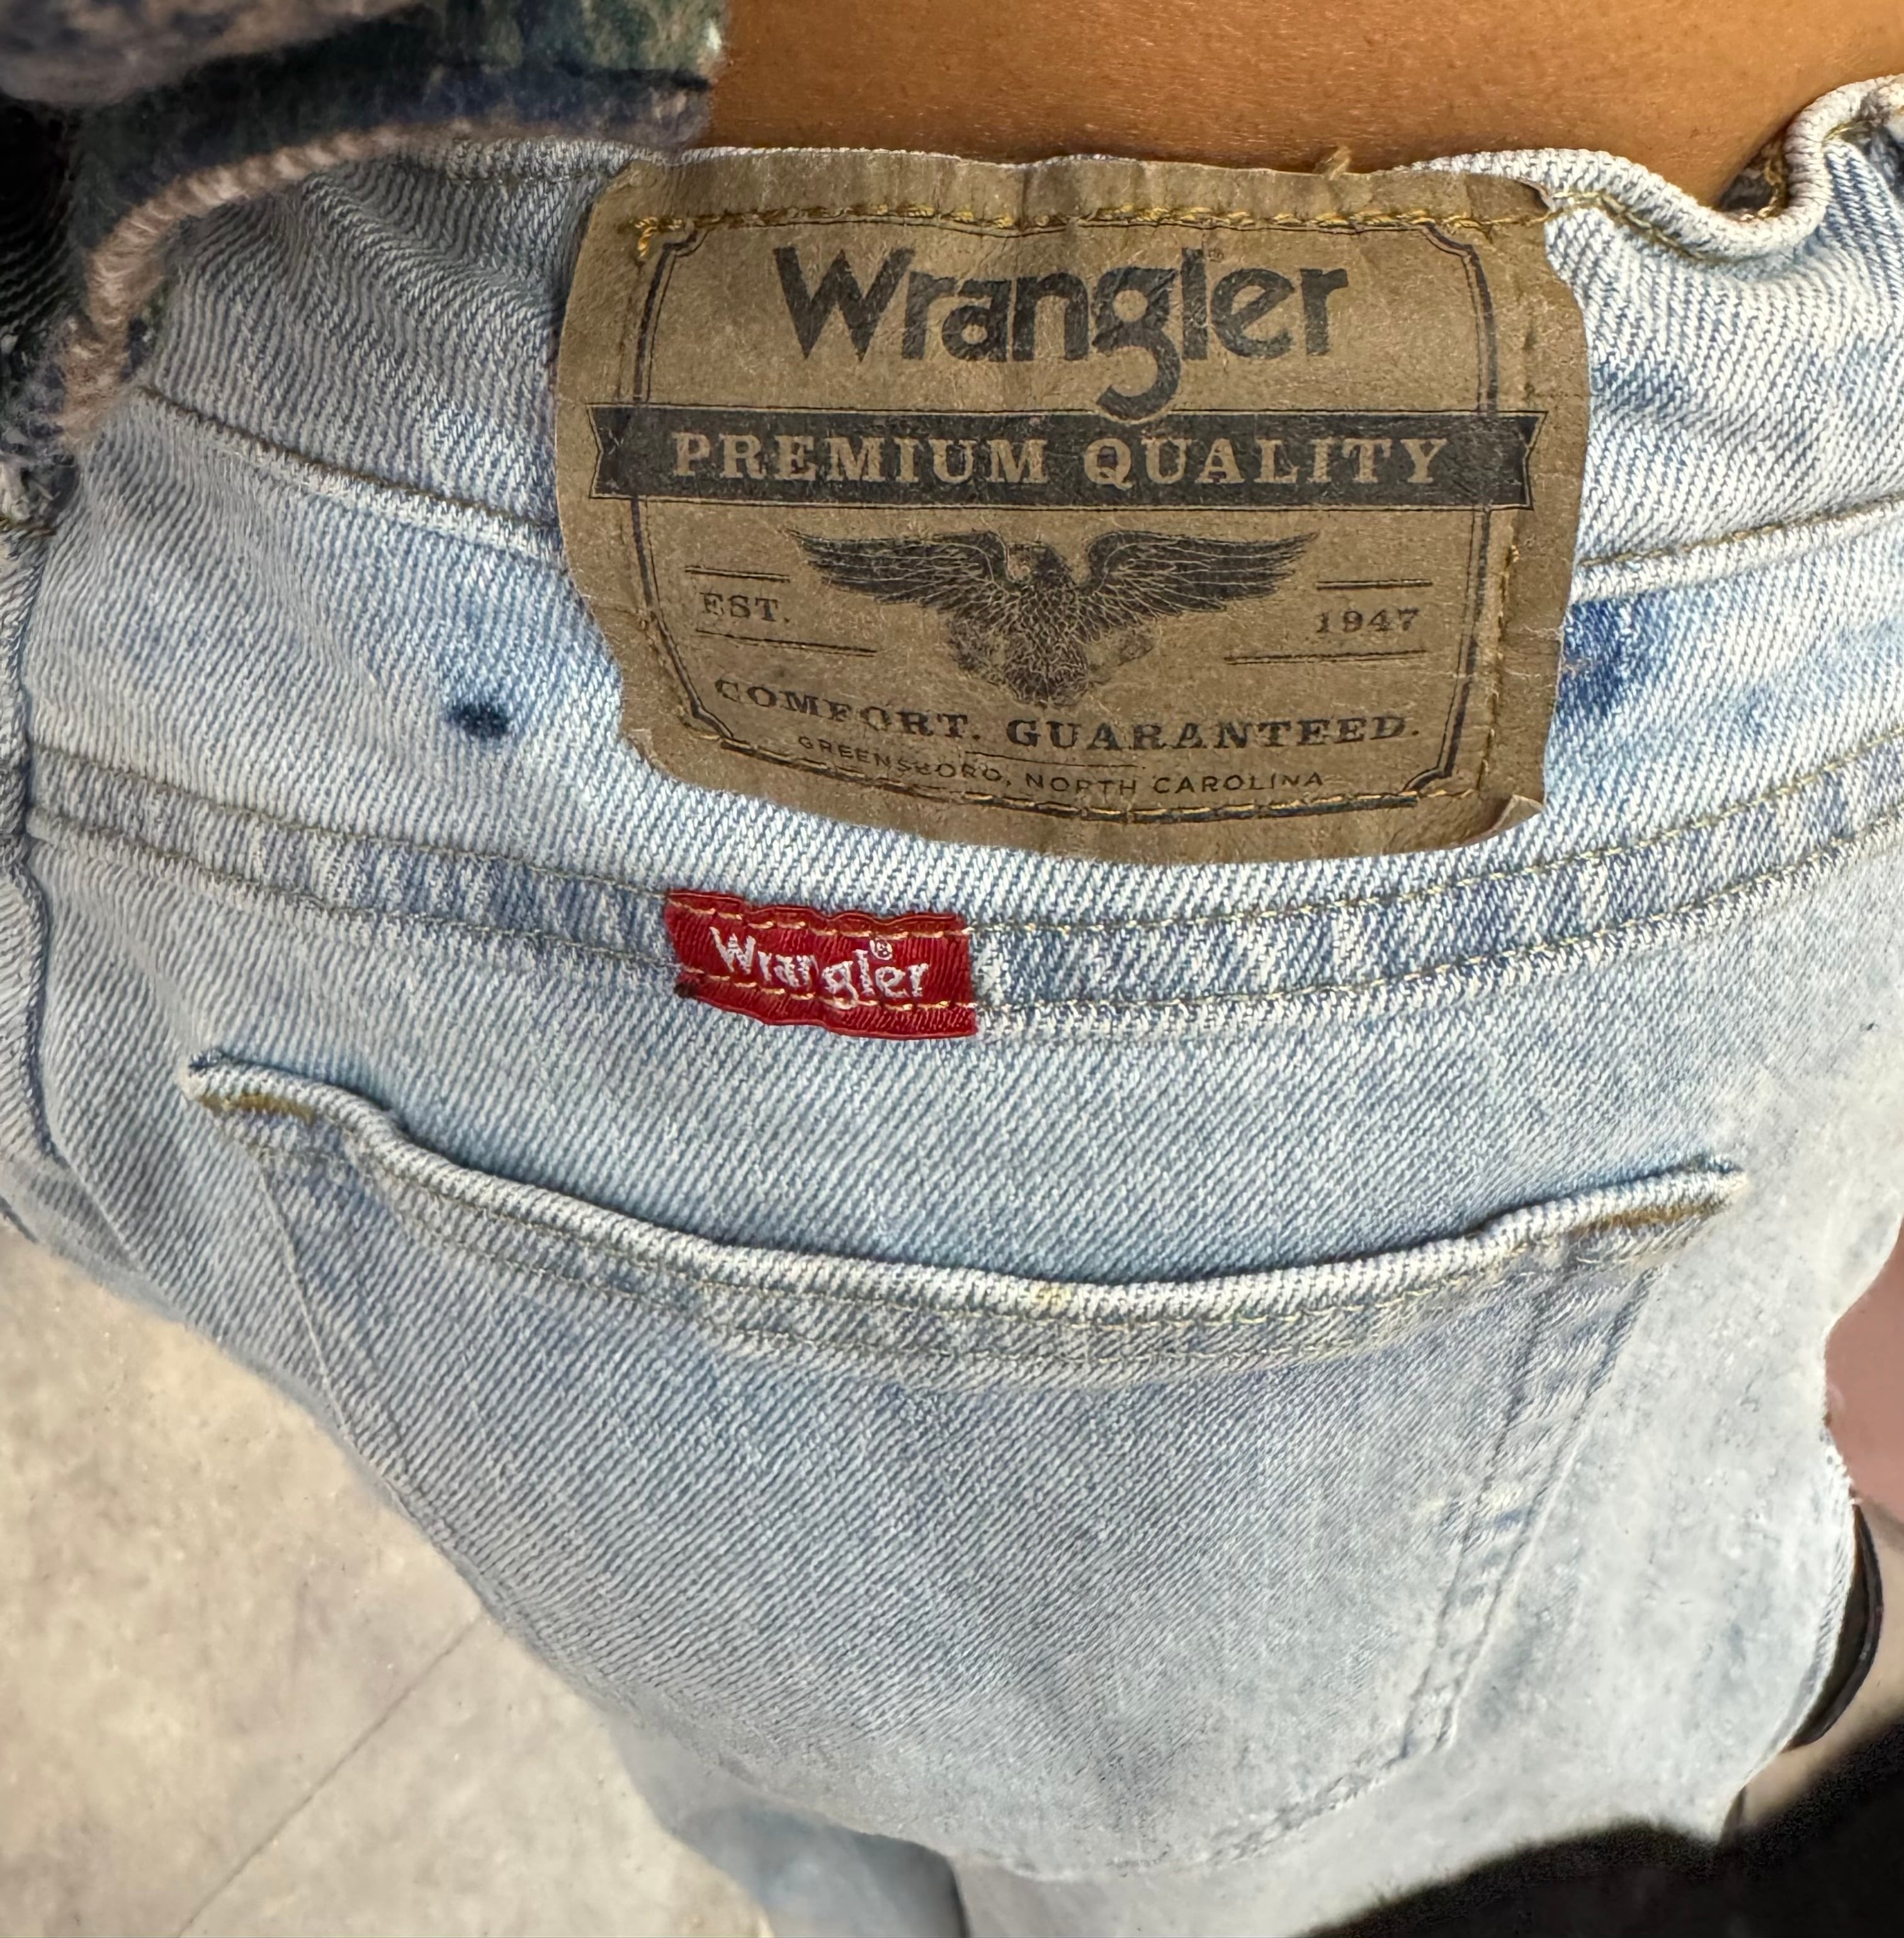 Wrangler®
PREMIUM QUALITY
EST. 1947
COMFORT. GUARANTEED.
GREENSBORO, NORTH CAROLINA
Wrangler®